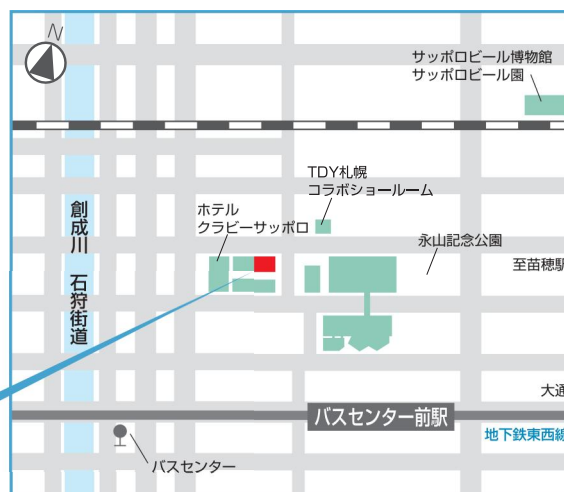 N
サッポロビール博物館
サッポロビール園
TDY札幌
コラボショールーム
ホテル
クラビーサッポロ
永山記念公園
創成川 石狩街道
至苗穂駅
大通
バスセンター前駅
地下鉄東西線
バスセンター